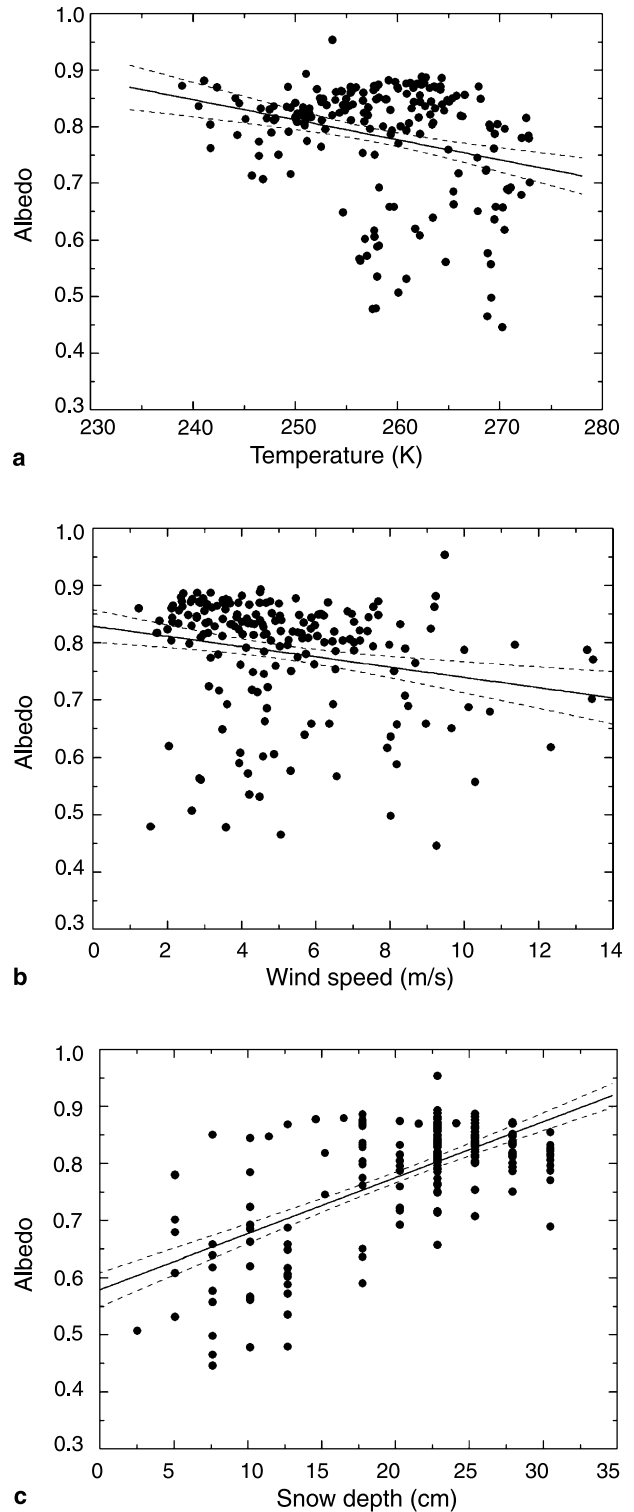 1.0
0.9
0.8
0.7
0.6
0.5
0.4
0.3
Albedo
230 240 250 260 270 280
Temperature (K)
a
1.0
0.9
0.8
0.7
0.6
0.5
0.4
0.3
Albedo
0 2 4 6 8 10 12 14
Wind speed (m/s)
b
1.0
0.9
0.8
0.7
0.6
0.5
0.4
0.3
Albedo
0 5 10 15 20 25 30 35
Snow depth (cm)
c